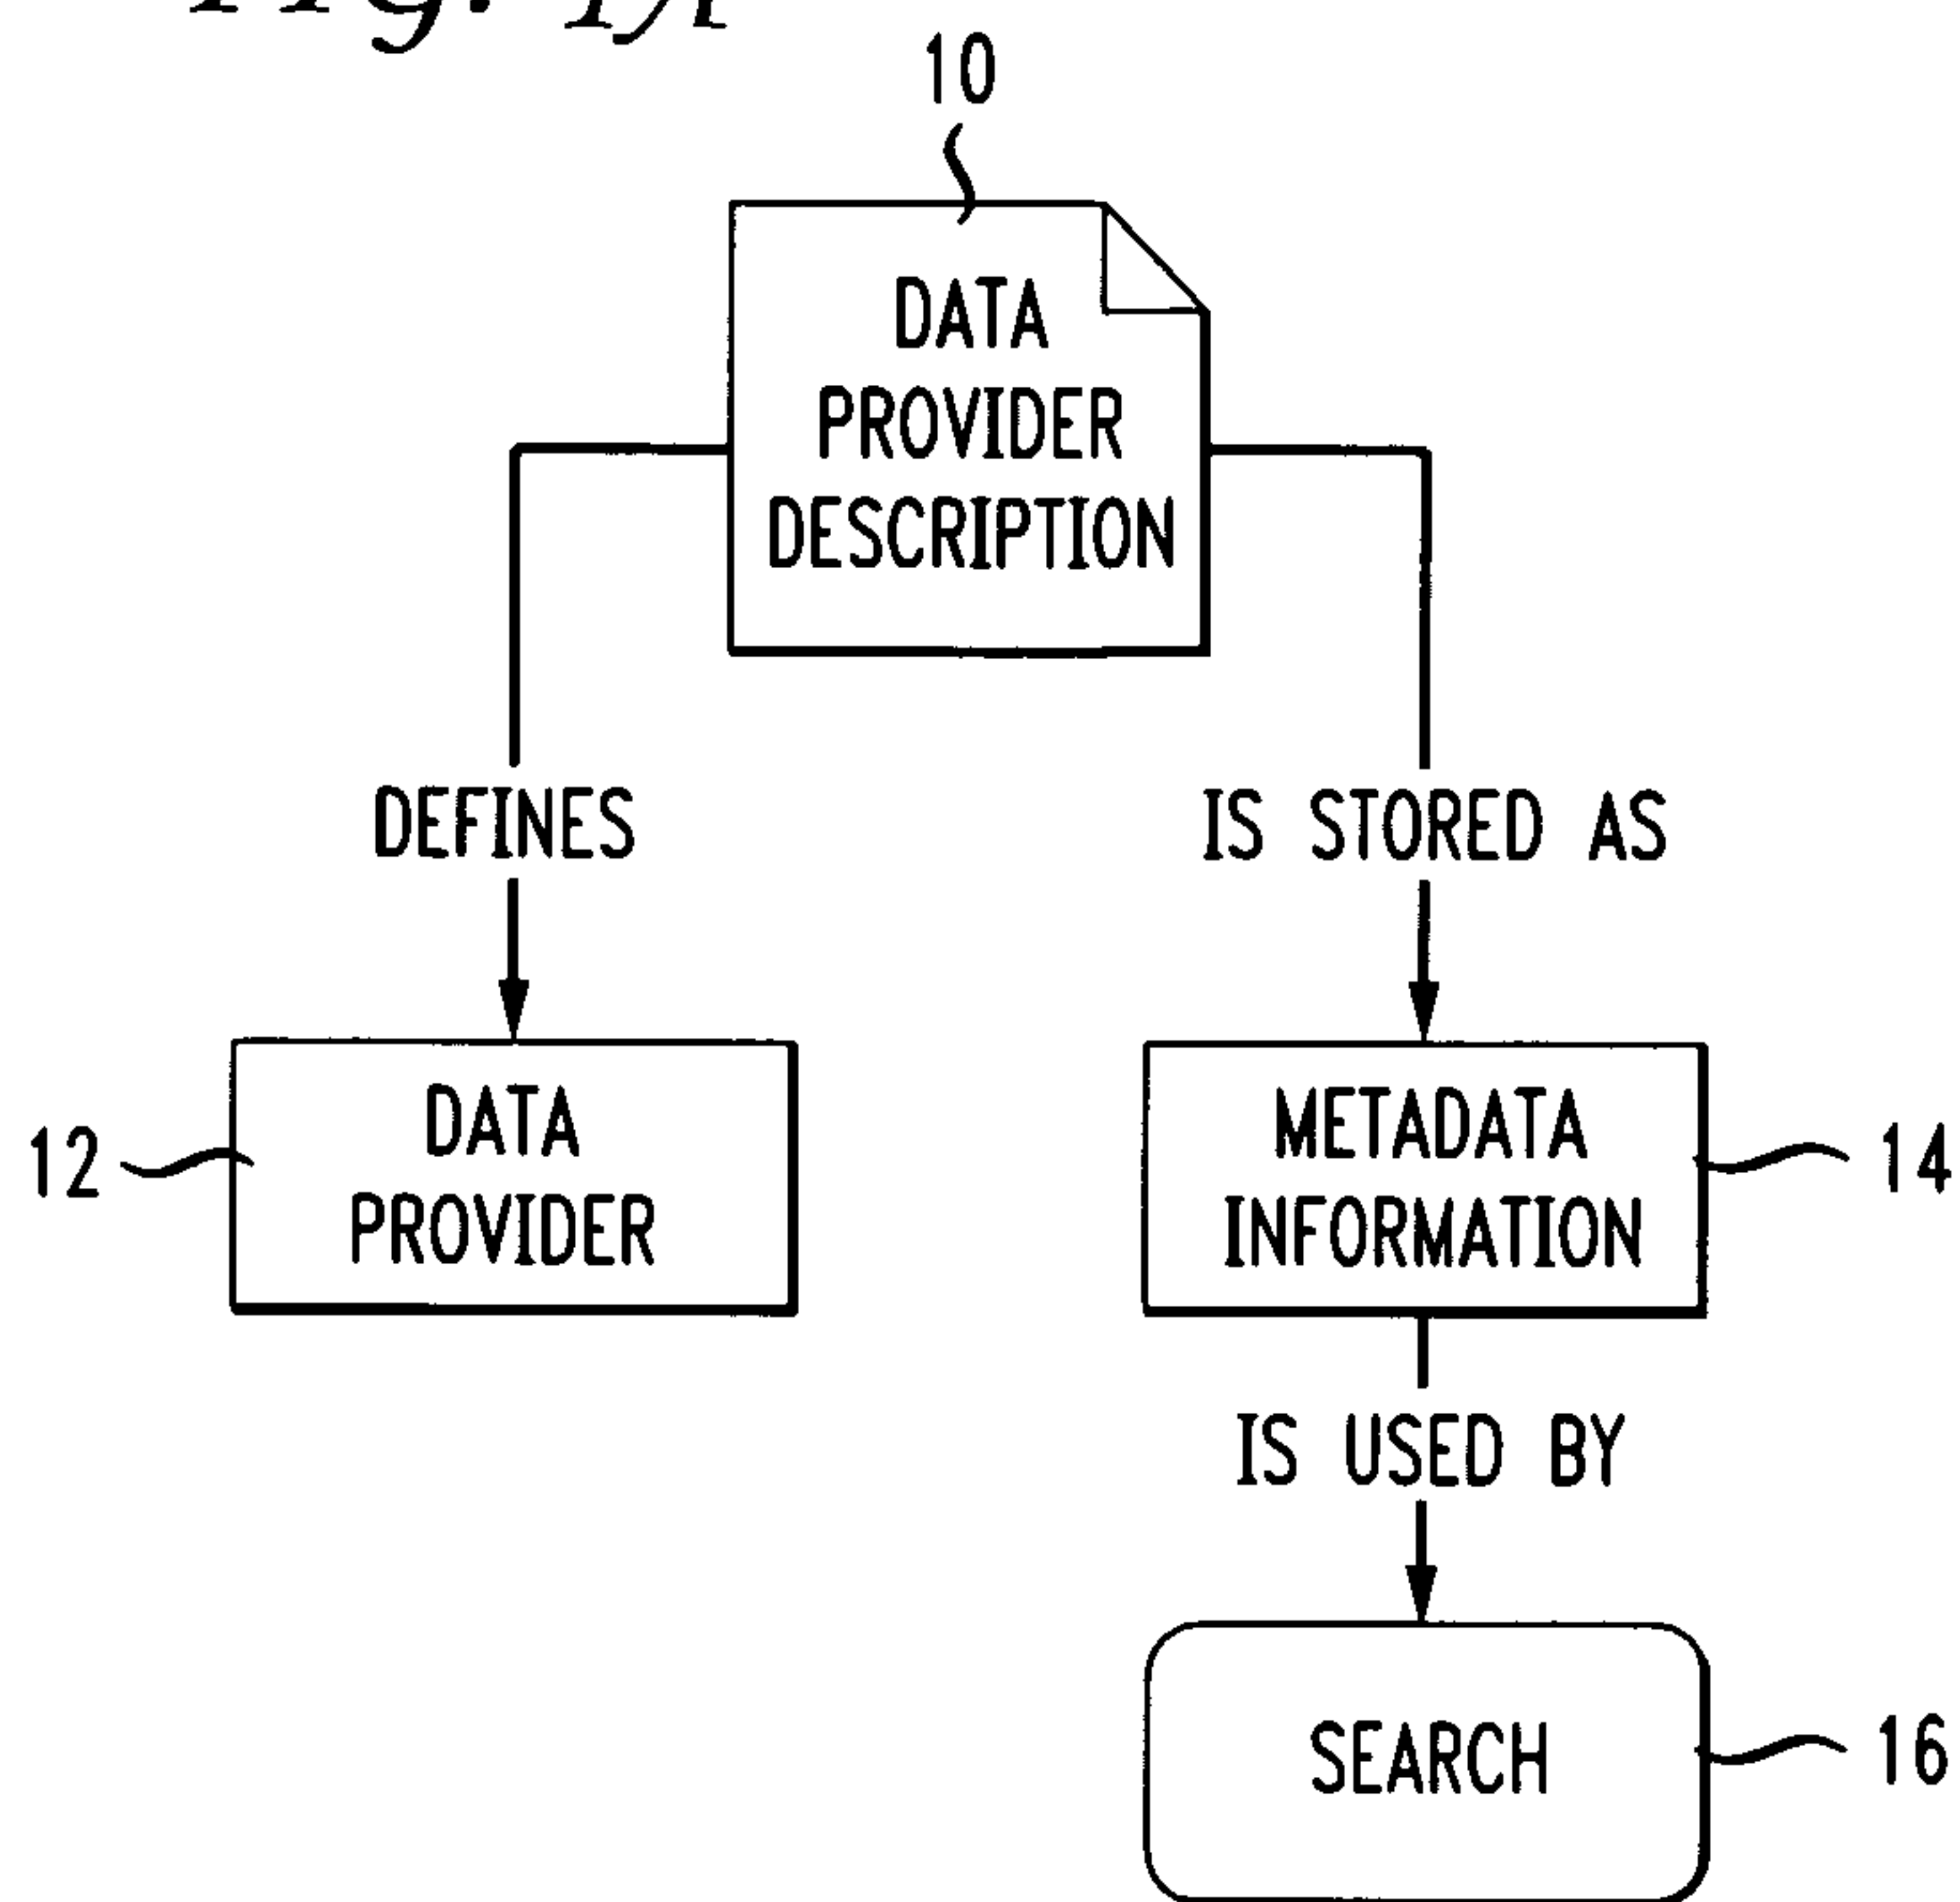 10
DATA
PROVIDER
DESCRIPTION
DEFINES
IS STORED AS
12
DATA
PROVIDER
METADATA
INFORMATION
14
IS USED BY
SEARCH
16